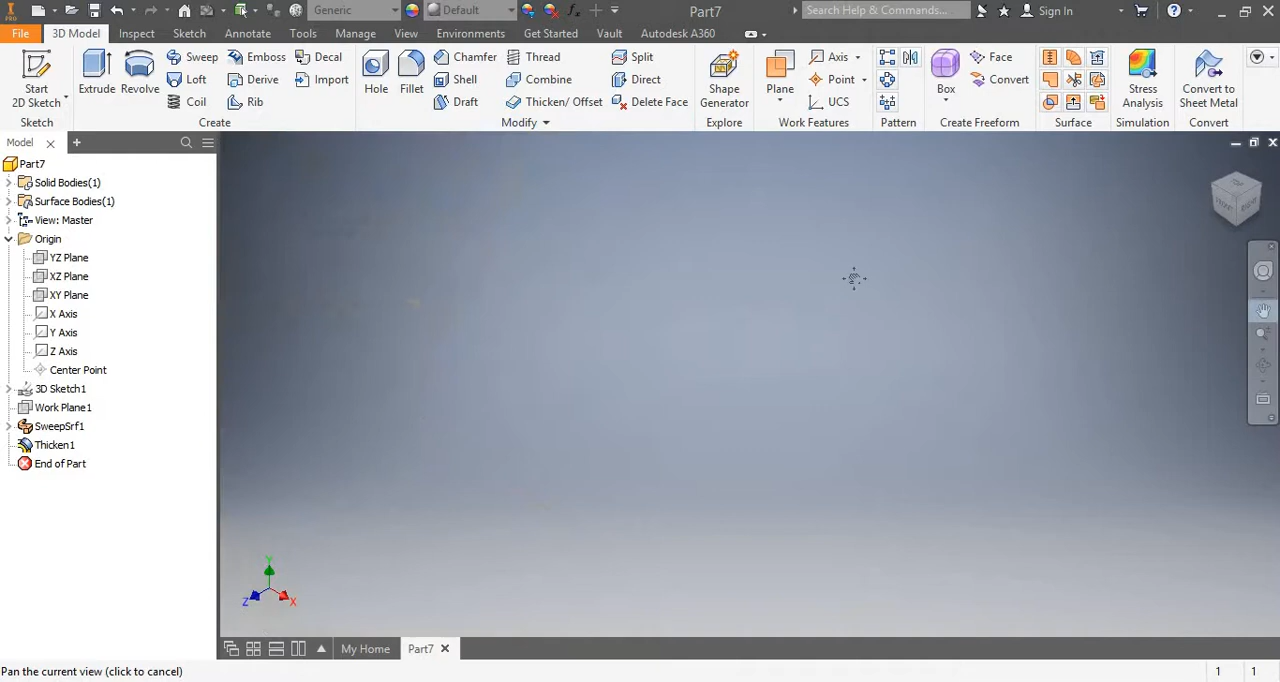 PRO
Generic
Default
Part7
Search Help & Commands...
Sign In
File
3D Model
Inspect
Sketch
Annotate
Tools
Manage
View
Environments
Get Started
Vault
Autodesk A360
Start
2D Sketch
Extrude
Revolve
Sweep
Loft
Coil
Emboss
Derive
Rib
Decal
Import
Hole
Fillet
Chamfer
Shell
Draft
Thread
Combine
Thicken/ Offset
Split
Direct
Delete Face
Shape
Generator
Plane
Axis
Point
UCS
Box
Face
Convert
Stress
Analysis
Convert to
Sheet Metal
Sketch
Create
Modify
Explore
Work Features
Pattern
Create Freeform
Surface
Simulation
Convert
Model
Part7
Solid Bodies(1)
Surface Bodies(1)
View: Master
Origin
YZ Plane
XZ Plane
XY Plane
X Axis
Y Axis
Z Axis
Center Point
3D Sketch1
Work Plane1
SweepSrf1
Thicken1
End of Part
RIGHT
Y
Z
X
My Home
Part7
Pan the current view (click to cancel)
1
1